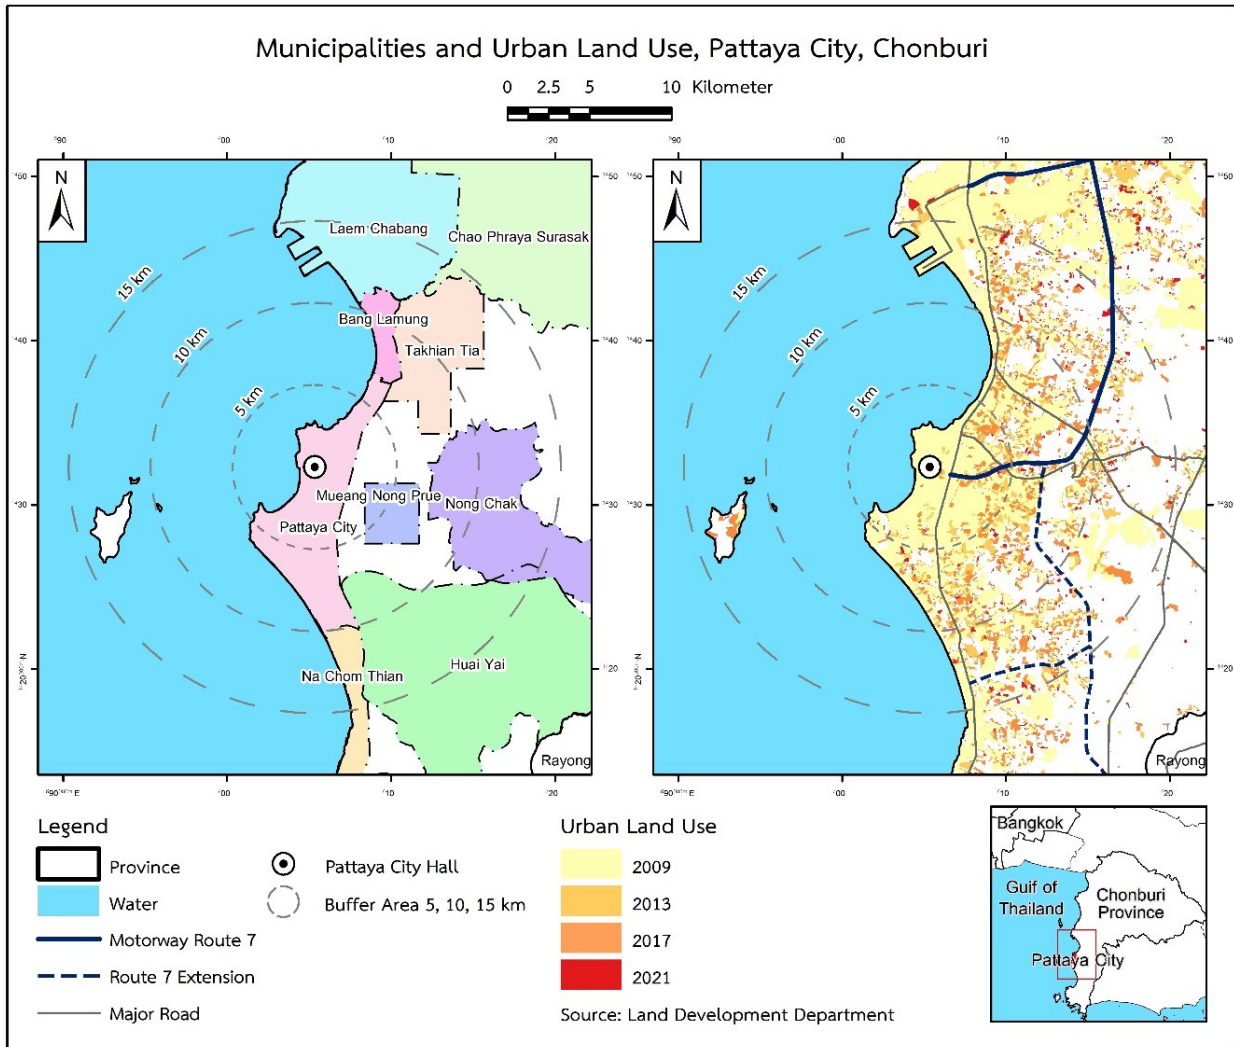 Municipalities and Urban Land Use, Pattaya City, Chonburi
0 2.5 5 10 Kilometer
N
15 km
10 km
5 km
Laem Chabang
Chao Phraya Surasak
Bang Lamung
Takhian Tia
Mueang Nong Prue
Nong Chak
Pattaya City
Huai Yai
Na Chom Thian
Rayong
N
15 km
10 km
5 km
Rayong
Legend
Province
Water
Motorway Route 7
Route 7 Extension
Major Road
Pattaya City Hall
Buffer Area 5, 10, 15 km
Urban Land Use
2009
2013
2017
2021
Source: Land Development Department
Bangkok
Gulf of
Thailand
Chonburi
Province
Pattaya City